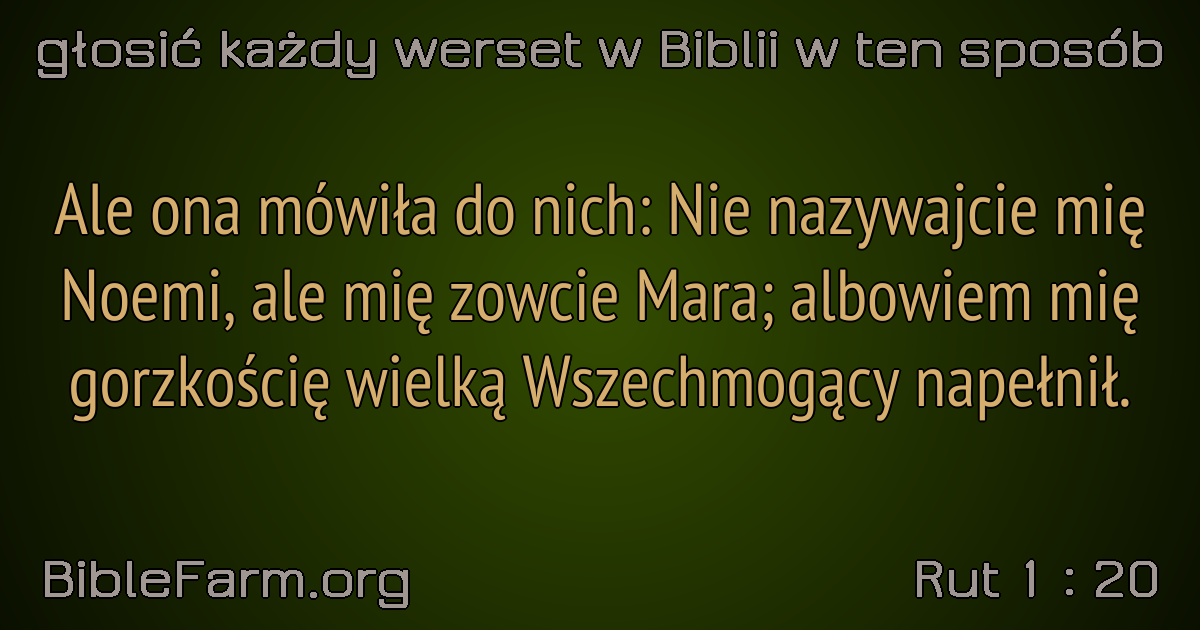 głosić każdy werset w Biblii w ten sposób
Ale ona mówiła do nich: Nie nazywajcie mię
Noemi, ale mię zowcie Mara; albowiem mię
gorzkościę wielką Wszechmogący napełnił.
BibleFarm.org
Rut 1 : 20